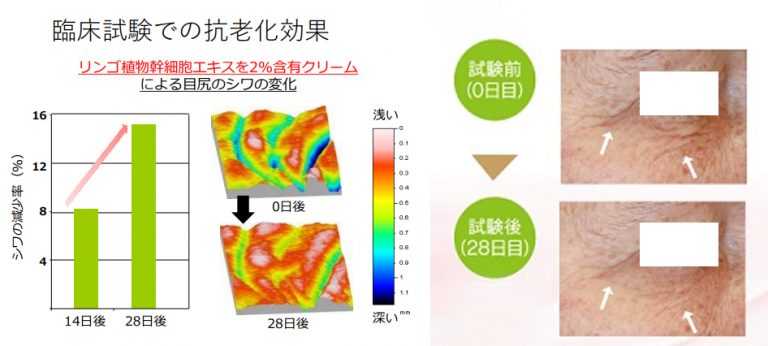 臨床試験での抗老化効果
リンゴ植物幹細胞エキスを2%含有クリーム
による目尻のシワの変化
シワの減少率 (%)
16
12
8
4
14日後
28日後
0日後
28日後
浅い
0
0.1
0.2
0.3
0.4
0.5
0.6
0.7
0.8
0.9
1
1.1
mm
深い
試験前
(0日目)
試験後
(28日目)